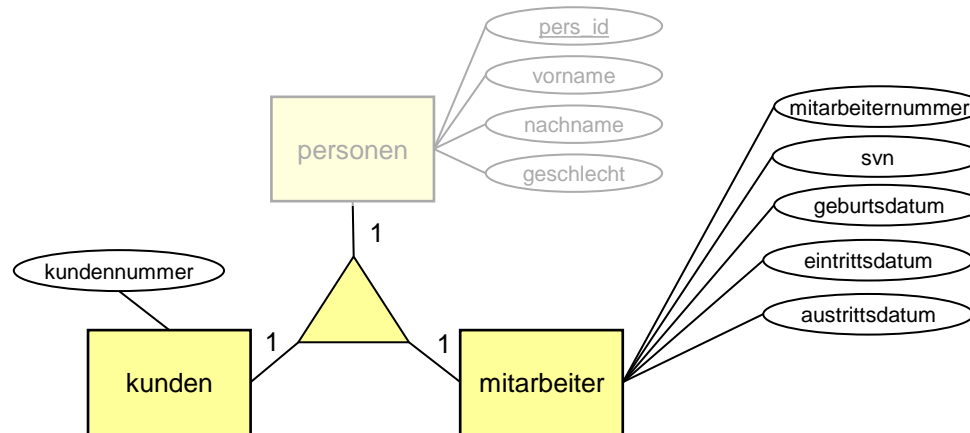 pers_id
vorname
nachname
geschlecht
personen
mitarbeiternummer
svn
geburtsdatum
eintrittsdatum
austrittsdatum
1
kundennummer
1
1
kunden
mitarbeiter